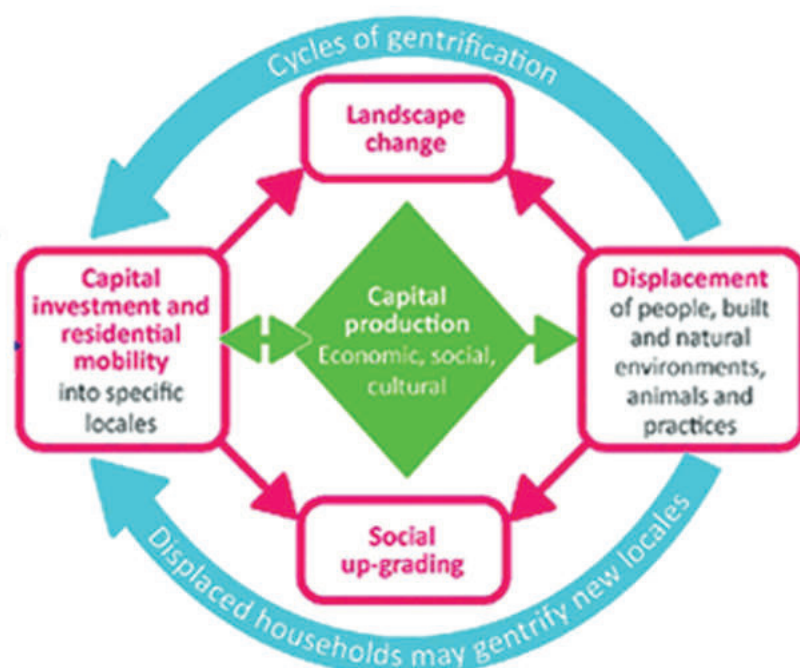 Cycles of gentrification
Landscape
change
Capital
investment and
residential
mobility
into specific
locales
Capital
production
Economic, social,
cultural
Displacement
of people, built
and natural
environments,
animals and
practices
Social
up-grading
Displaced households may gentrify new locales